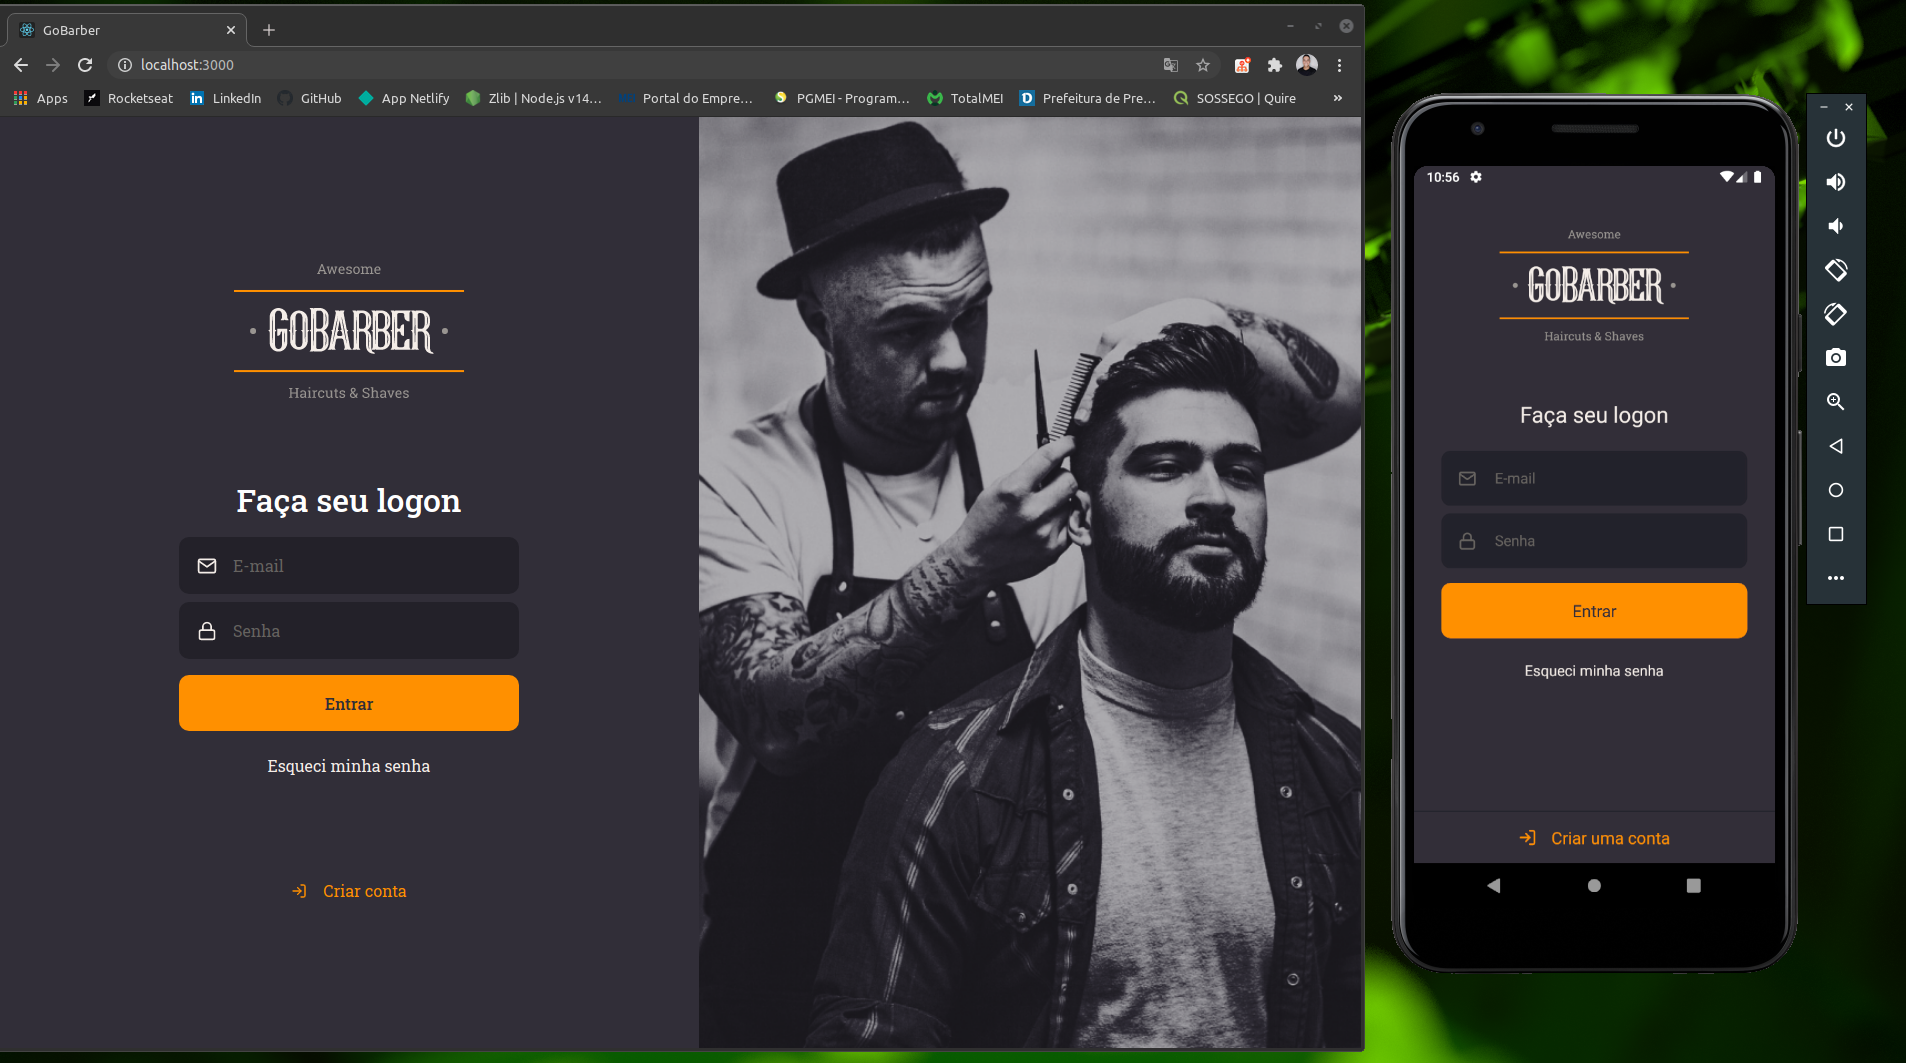 GoBarber
localhost:3000
Apps
Rocketseat
LinkedIn
GitHub
App Netlify
Zlib | Node.js v14...
Portal do Empre...
PGMEI - Program...
TotalMEI
Prefeitura de Pre...
SOSSEGO | Quire
»
Awesome
GOBARBER
Haircuts & Shaves
Faça seu logon
E-mail
Senha
Entrar
Esqueci minha senha
Criar conta
10:56
Awesome
GOBARBER
Haircuts & Shaves
Faça seu logon
E-mail
Senha
Entrar
Esqueci minha senha
Criar uma conta